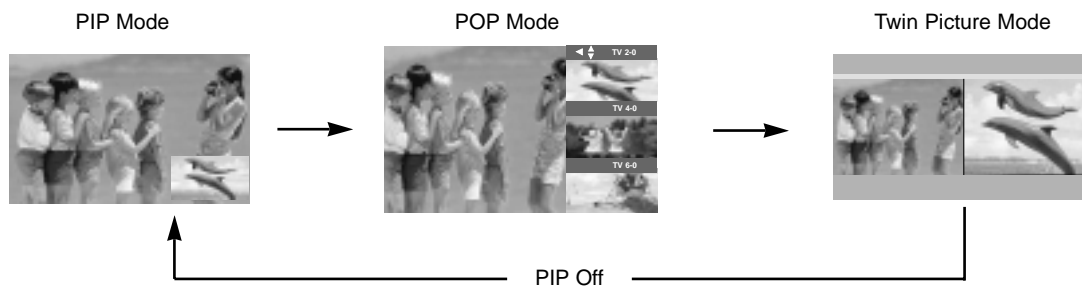 PIP Mode
POP Mode
Twin Picture Mode
TV 2-0
TV 4-0
TV 6-0
PIP Off